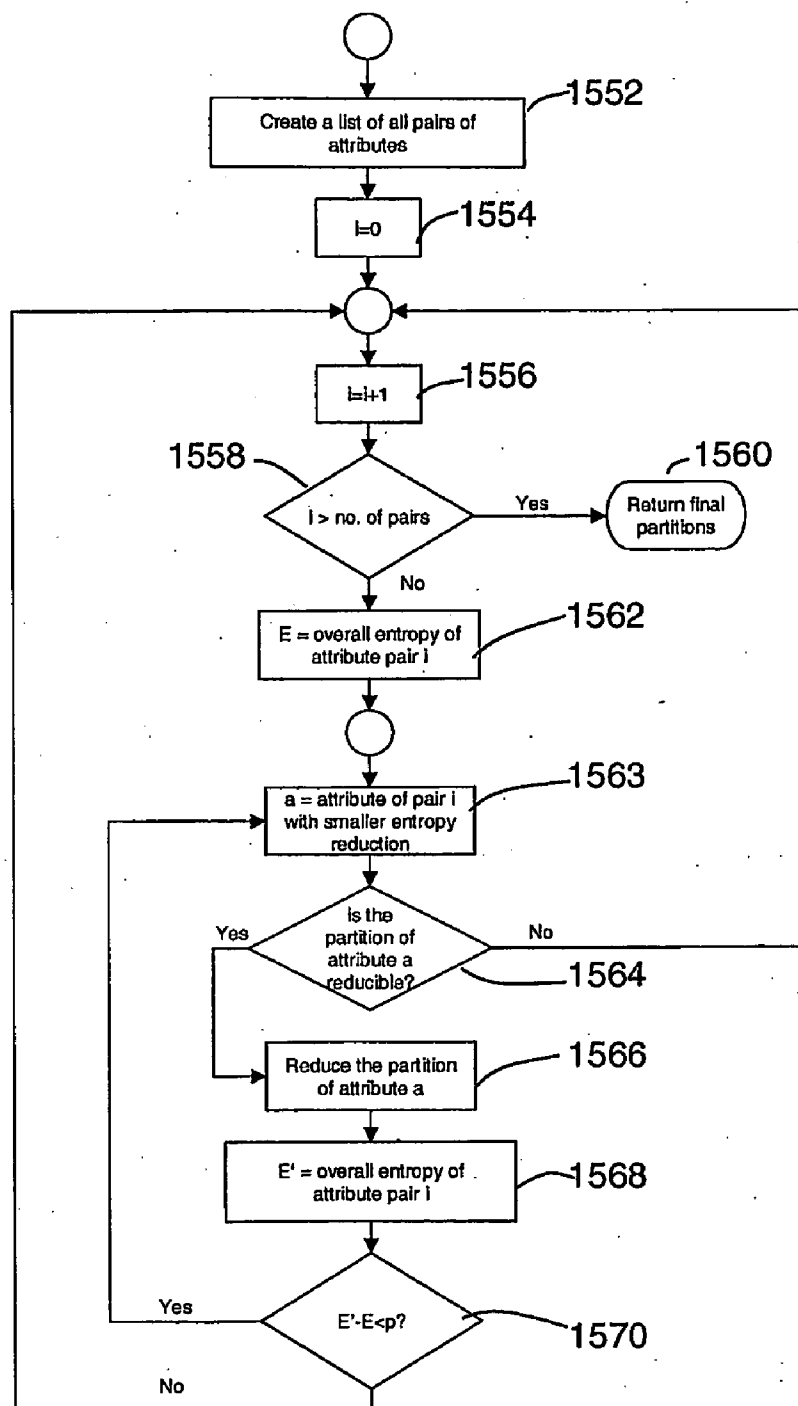 1552
Create a list of all pairs of
attributes
i=0
1554
i=i+1
1556
1558
i > no. of pairs
Yes
1560
Return final
partitions
No
E = overall entropy of
attribute pair i
1562
a = attribute of pair i
with smaller entropy
reduction
1563
Yes
Is the
partition of
attribute a
reducible?
No
1564
Reduce the partition
of attribute a
1566
E' = overall entropy of
attribute pair i
1568
Yes
E'-E<p?
1570
No